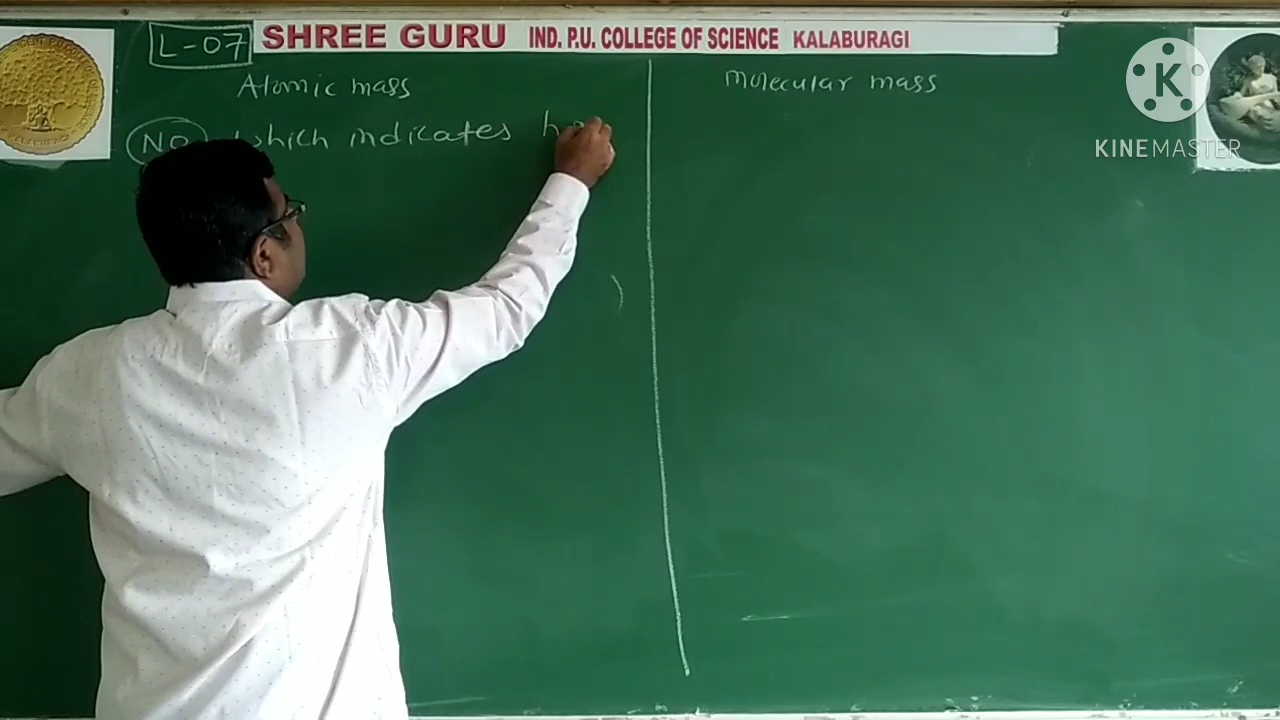 L-07
SHREE GURU IND. P.U. COLLEGE OF SCIENCE KALABURAGI
Atomic mass
NO which indicates
Molecular mass
K
KINEMASTER